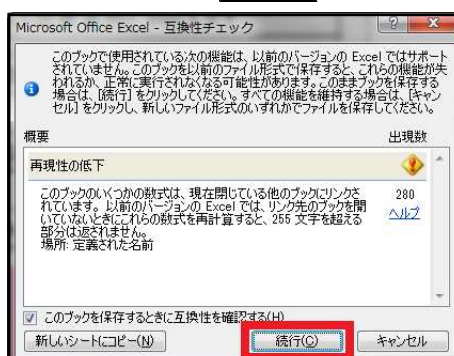 Microsoft Office Excel - 互換性チェック
このブックで使用されている次の機能は、以前のバージョンの Excel ではサポート
されていません。このブックを以前のファイル形式で保存すると、これらの機能が失
われるか、正常に実行されなくなる可能性があります。このままブックを保存する
場合は、[続行] をクリックしてください。すべての機能を維持する場合は、[キャン
セル] をクリックし、新しいファイル形式のいずれかでファイルを保存してください。
概要 出現数
再現性の低下
このブックのいくつかの数式は、現在閉じている他のブックにリンクさ 280
れています。以前のバージョンの Excel では、リンク先のブックを開 ヘルプ
いていないときにこれらの数式を再計算すると、255 文字を超える
部分は返されません。
場所: 定義された名前
このブックを保存するときに互換性を確認する(H)
新しいシートにコピー(N) 続行(C) キャンセル